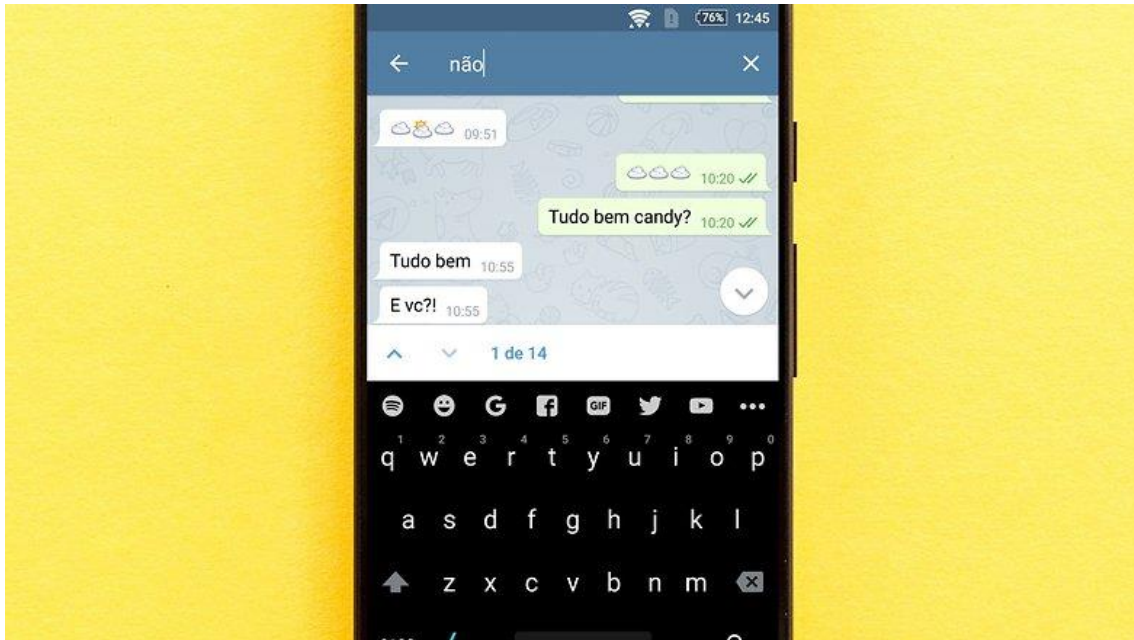 76% 12:45
não
09:51
10:20
Tudo bem candy? 10:20
Tudo bem 10:55
E vc?! 10:55
1 de 14
G f GIF
1 2 3 4 5 6 7 8 9 0
q w e r t y u i o p
a s d f g h j k l
z x c v b n m